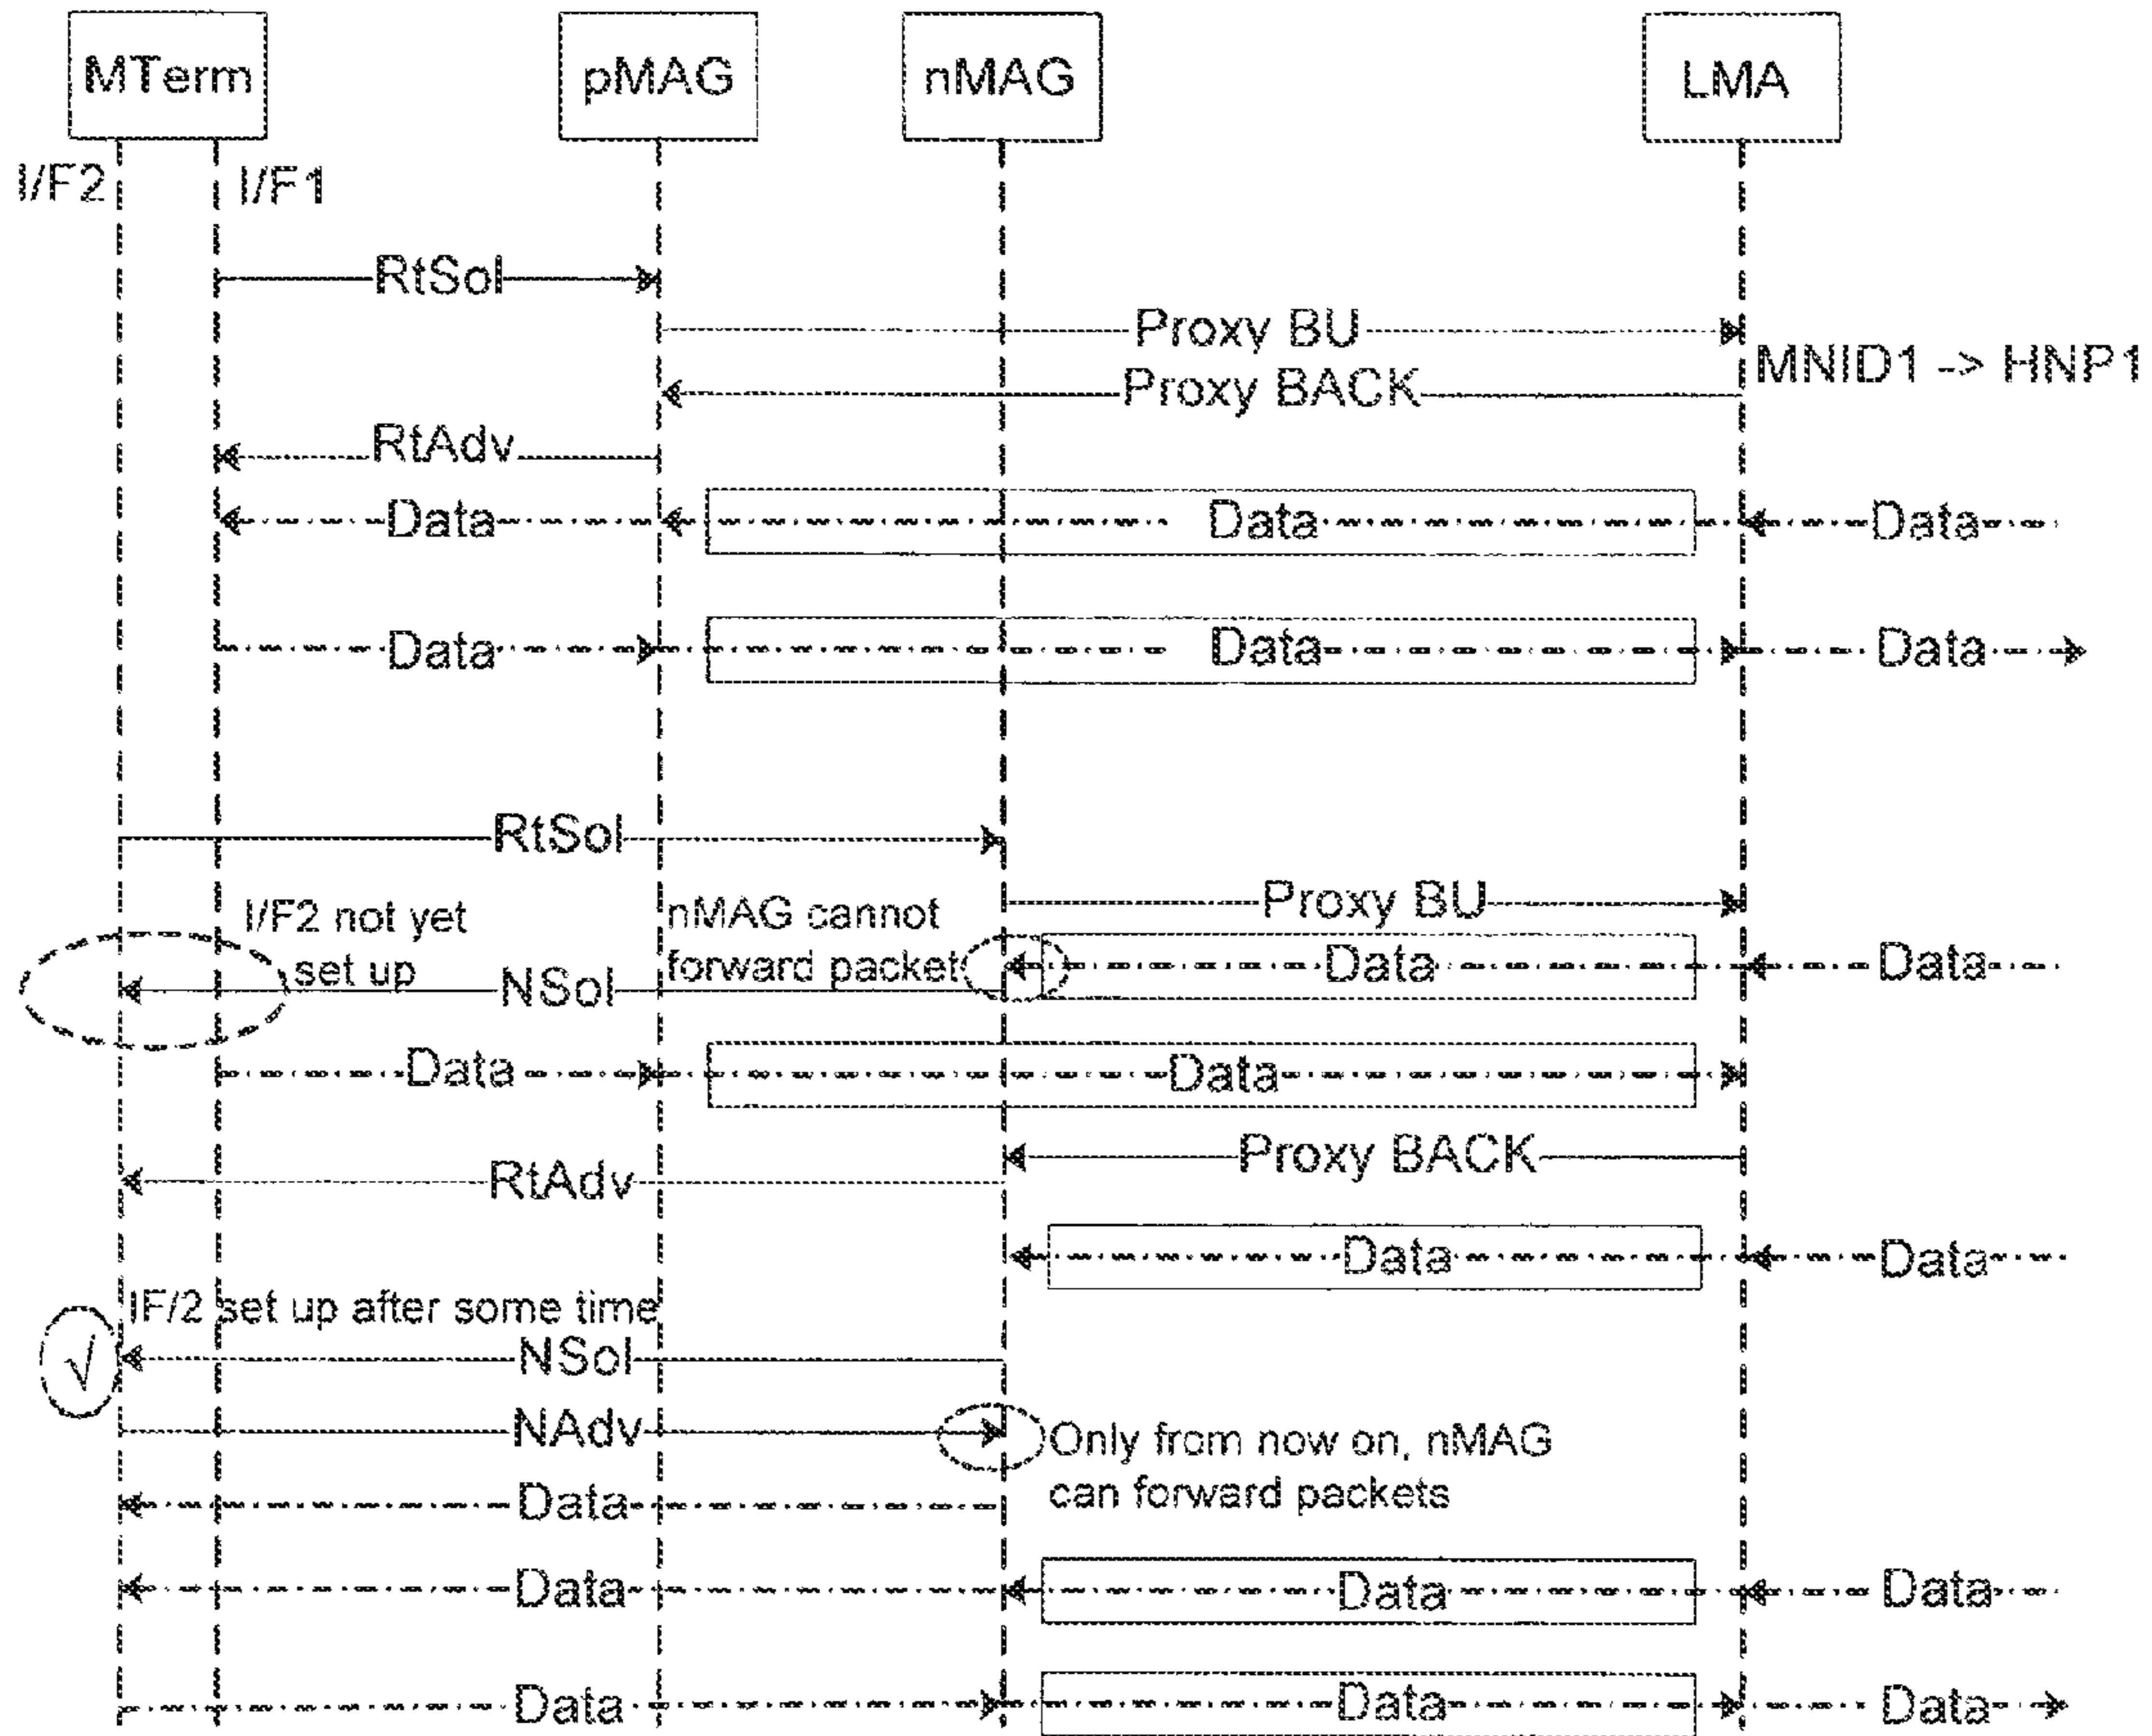 MTerm pMAG nMAG LMA
I/F2 I/F1
RtSol
Proxy BU
MNID1 -> HNP1
Proxy BACK
RtAdv
Data Data Data
Data Data Data
RtSol
Proxy BU
I/F2 not yet
set up
nMAG cannot
forward packet
Data Data
NSol
Data Data
Proxy BACK
RtAdv
Data Data
IF/2 set up after some time
√
NSol
NAdv
Only from now on, nMAG
can forward packets
Data
Data Data Data
Data Data Data